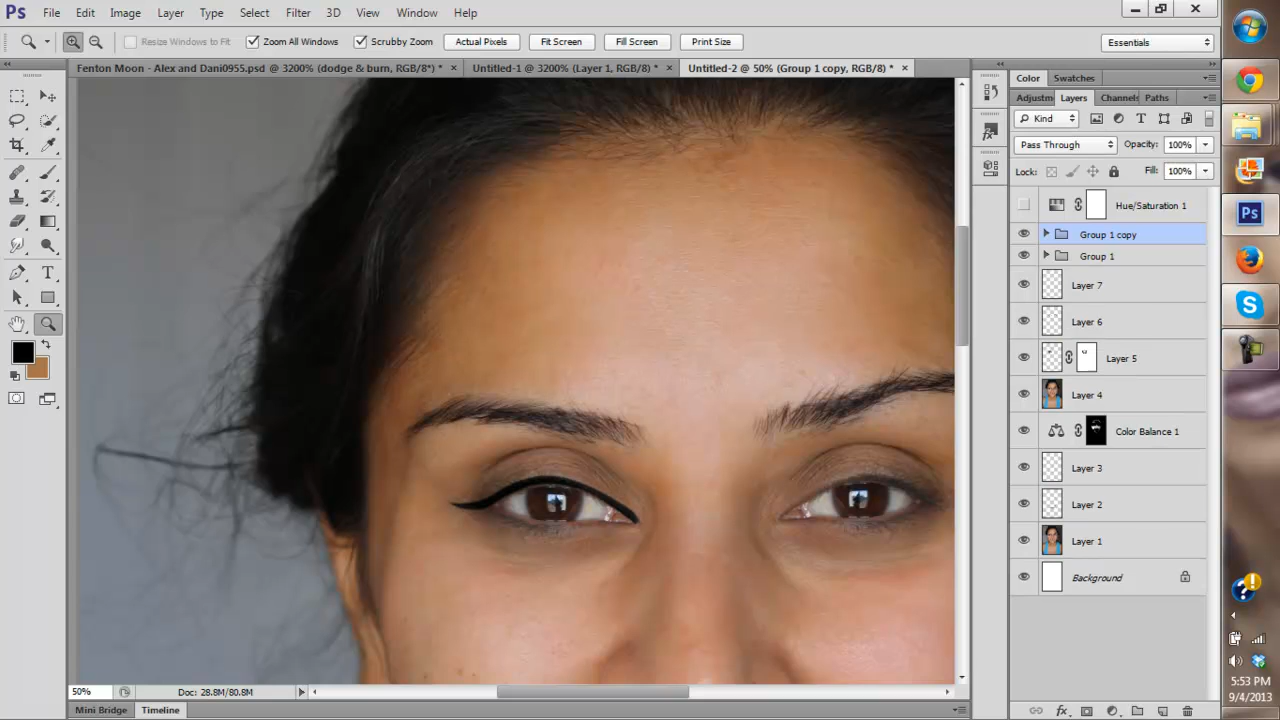 Ps File Edit Image Layer Type Select Filter 3D View Window Help
Resize Windows to Fit Zoom All Windows Scrubby Zoom Actual Pixels Fit Screen Fill Screen Print Size Essentials
Fenton Moon - Alex and Dani0955.psd @ 3200% (dodge & burn, RGB/8*) * × Untitled-1 @ 3200% (Layer 1, RGB/8) * × Untitled-2 @ 50% (Group 1 copy, RGB/8) * ×
Color Swatches
Adjustm Layers Channels Paths
Kind
Pass Through Opacity: 100%
Lock: Fill: 100%
Hue/Saturation 1
Group 1 copy
Group 1
Layer 7
Layer 6
Layer 5
Layer 4
Color Balance 1
Layer 3
Layer 2
Layer 1
Background
50% Doc: 28.8M/80.8M
Mini Bridge Timeline
Ps
5:53 PM
9/4/2013